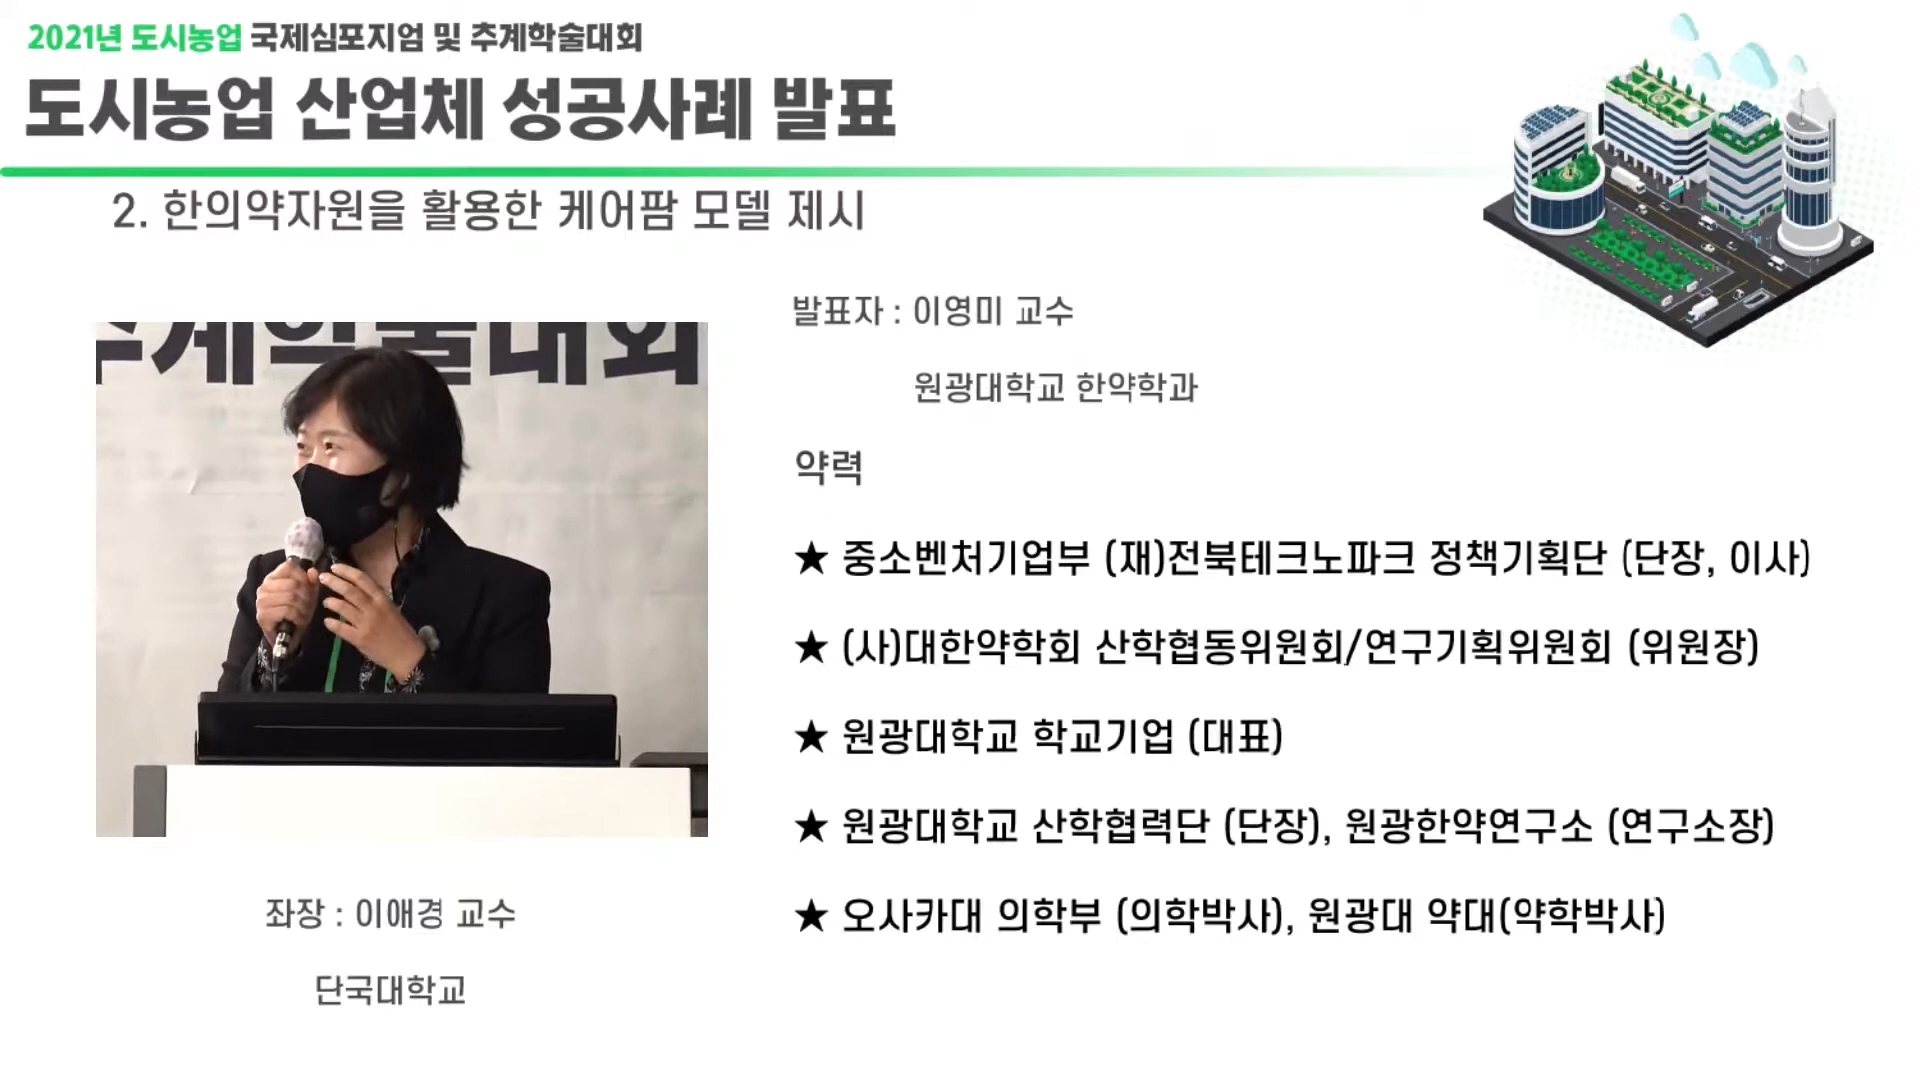 2021년 도시농업 국제심포지엄 및 추계학술대회
도시농업 산업체 성공사례 발표
2. 한의약자원을 활용한 케어팜 모델 제시
추계학술대회
발표자 : 이영미 교수
원광대학교 한약학과
약력
★ 중소벤처기업부 (재)전북테크노파크 정책기획단 (단장, 이사)
★ (사)대한약학회 산학협동위원회/연구기획위원회 (위원장)
★ 원광대학교 학교기업 (대표)
★ 원광대학교 산학협력단 (단장), 원광한약연구소 (연구소장)
★ 오사카대 의학부 (의학박사), 원광대 약대(약학박사)
좌장 : 이애경 교수
단국대학교